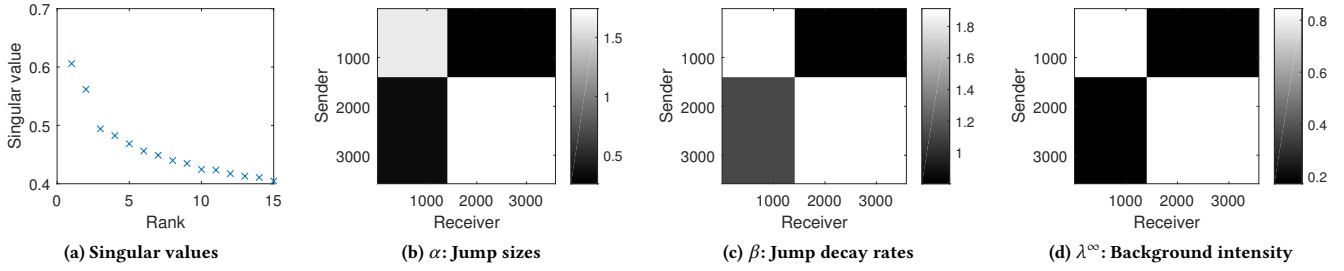 0.7
0.6
0.5
0.4
0
5
10
15
Singular value
Rank
(a) Singular values
1000
2000
3000
Sender
1000 2000 3000
Receiver
1.5
1
0.5
(b) α: Jump sizes
1000
2000
3000
Sender
1000 2000 3000
Receiver
1.8
1.6
1.4
1.2
1
(c) β: Jump decay rates
1000
2000
3000
Sender
1000 2000 3000
Receiver
0.8
0.6
0.4
0.2
(d) λ∞: Background intensity